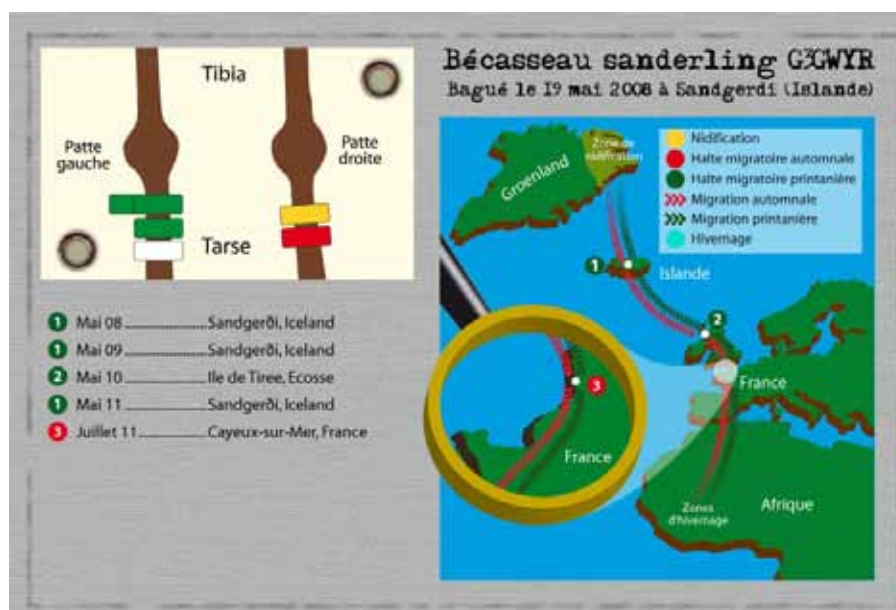 Bécasseau sanderling G3GWYR
Bagué le 19 mai 2008 à Sandgerdi (Islande)
Tibia
Patte gauche
Patte droite
Tarse
1 Mai 08 Sandgerði, Iceland
1 Mai 09 Sandgerði, Iceland
2 Mai 10 Ile de Tiree, Ecosse
1 Mai 11 Sandgerði, Iceland
3 Juillet 11 Cayeux-sur-Mer, France
Zone de
nidification
Groenland
Nidification
Halte migratoire automnale
Halte migratoire printanière
Migration automnale
Migration printanière
Hivernage
1
Islande
2
France
3
France
Zones
d'hivernage
Afrique